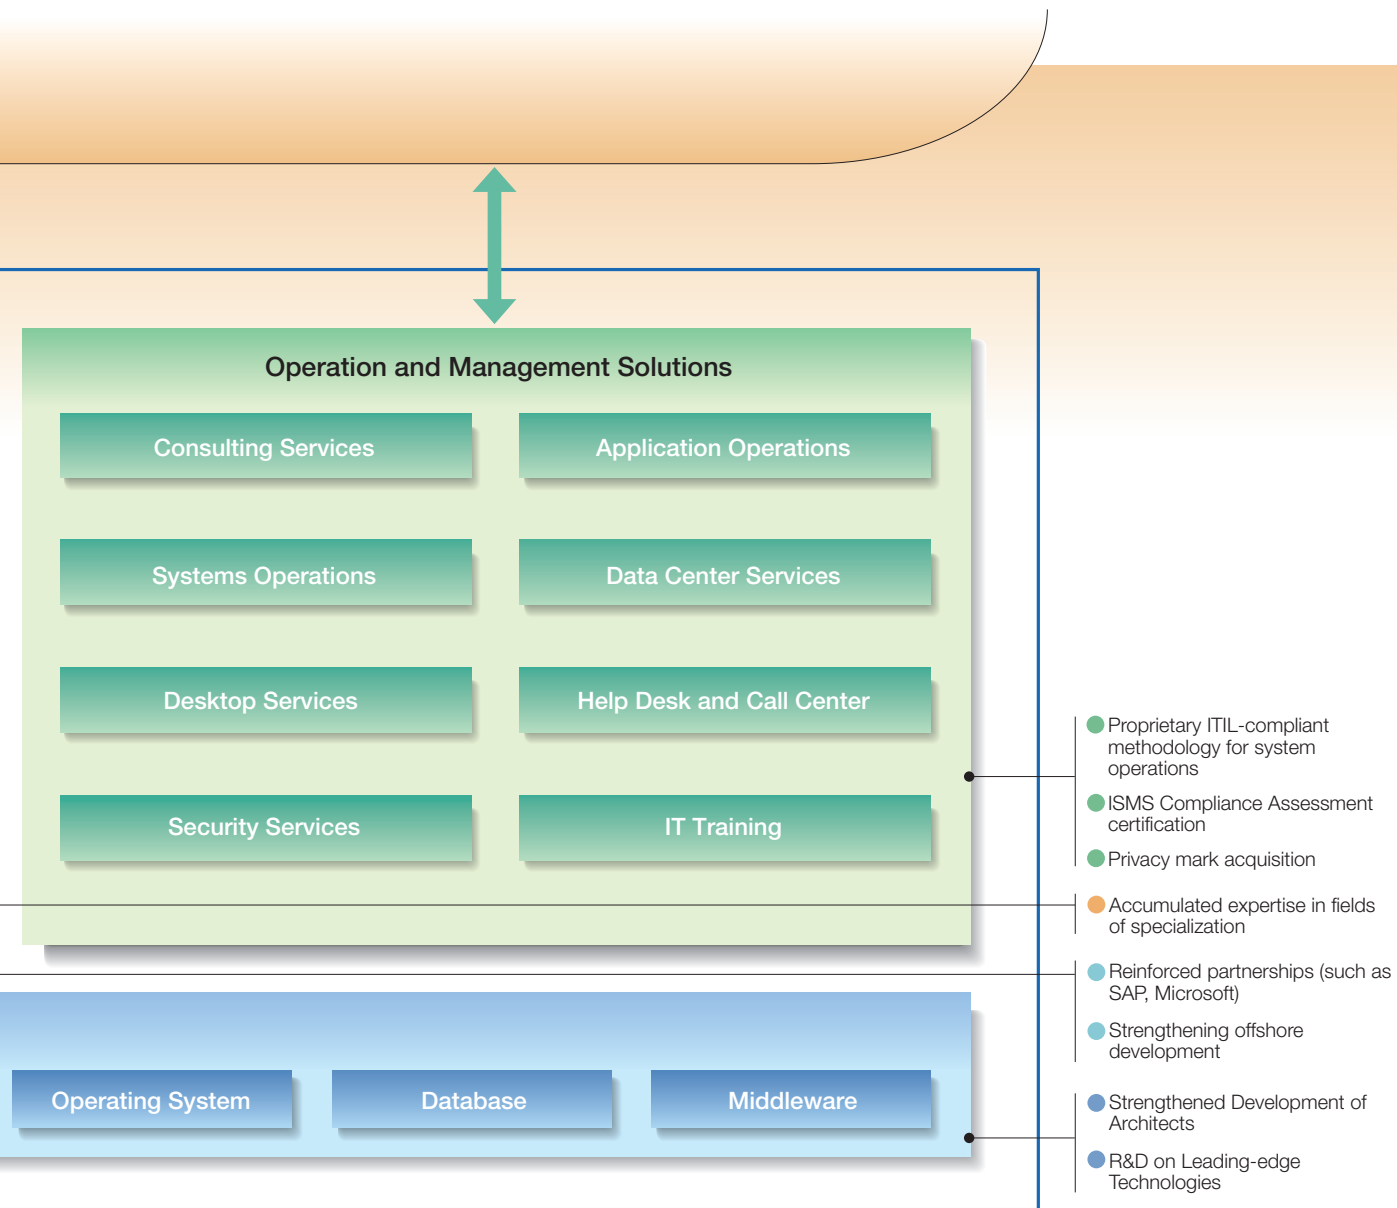 Operation and Management Solutions
Consulting Services
Application Operations
Systems Operations
Data Center Services
Desktop Services
Help Desk and Call Center
Security Services
IT Training
Proprietary ITIL-compliant
methodology for system
operations
ISMS Compliance Assessment
certification
Privacy mark acquisition
Accumulated expertise in fields
of specialization
Reinforced partnerships (such as
SAP, Microsoft)
Strengthening offshore
development
Operating System
Database
Middleware
Strengthened Development of
Architects
R&D on Leading-edge
Technologies